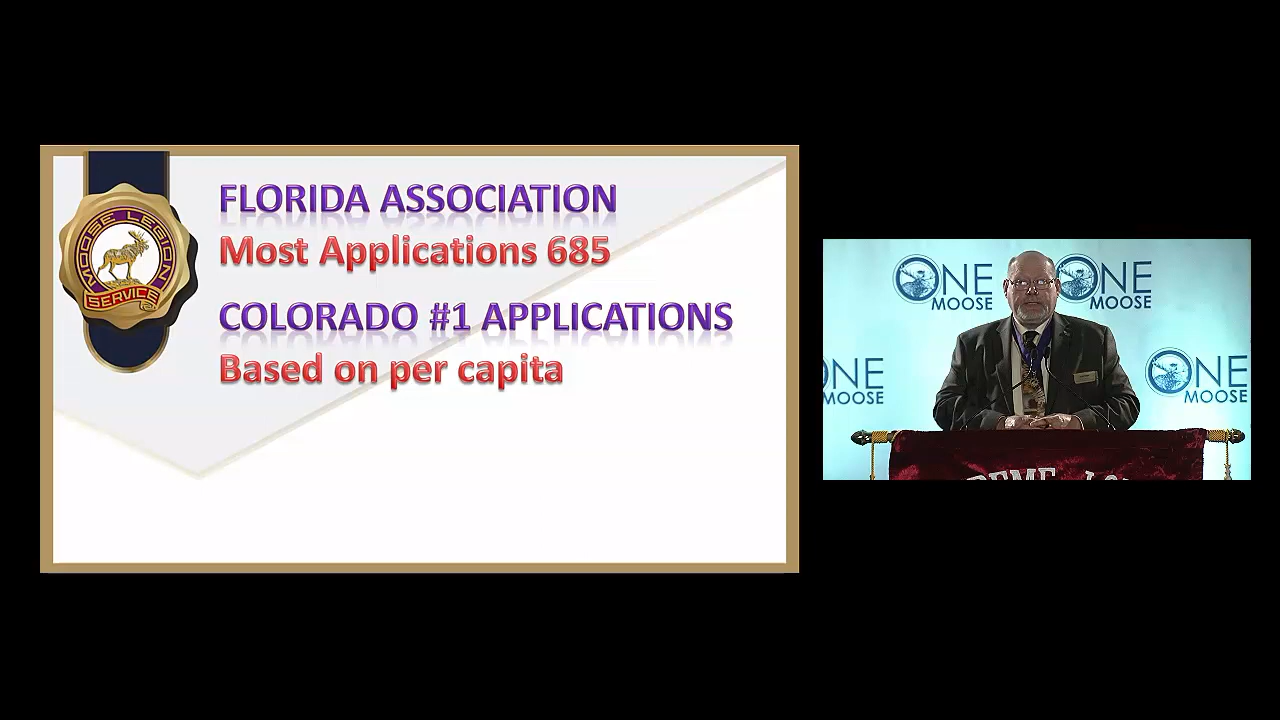 FLORIDA ASSOCIATION
Most Applications 685
COLORADO #1 APPLICATIONS
Based on per capita
MOOSE LEGION
SERVICE
ONE
MOOSE
ONE
MOOSE
ONE
MOOSE
ONE
MOOSE